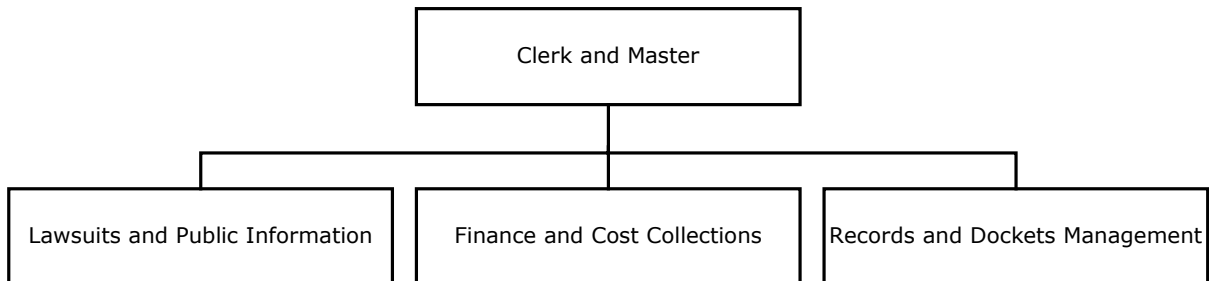 Clerk and Master
Lawsuits and Public Information
Finance and Cost Collections
Records and Dockets Management